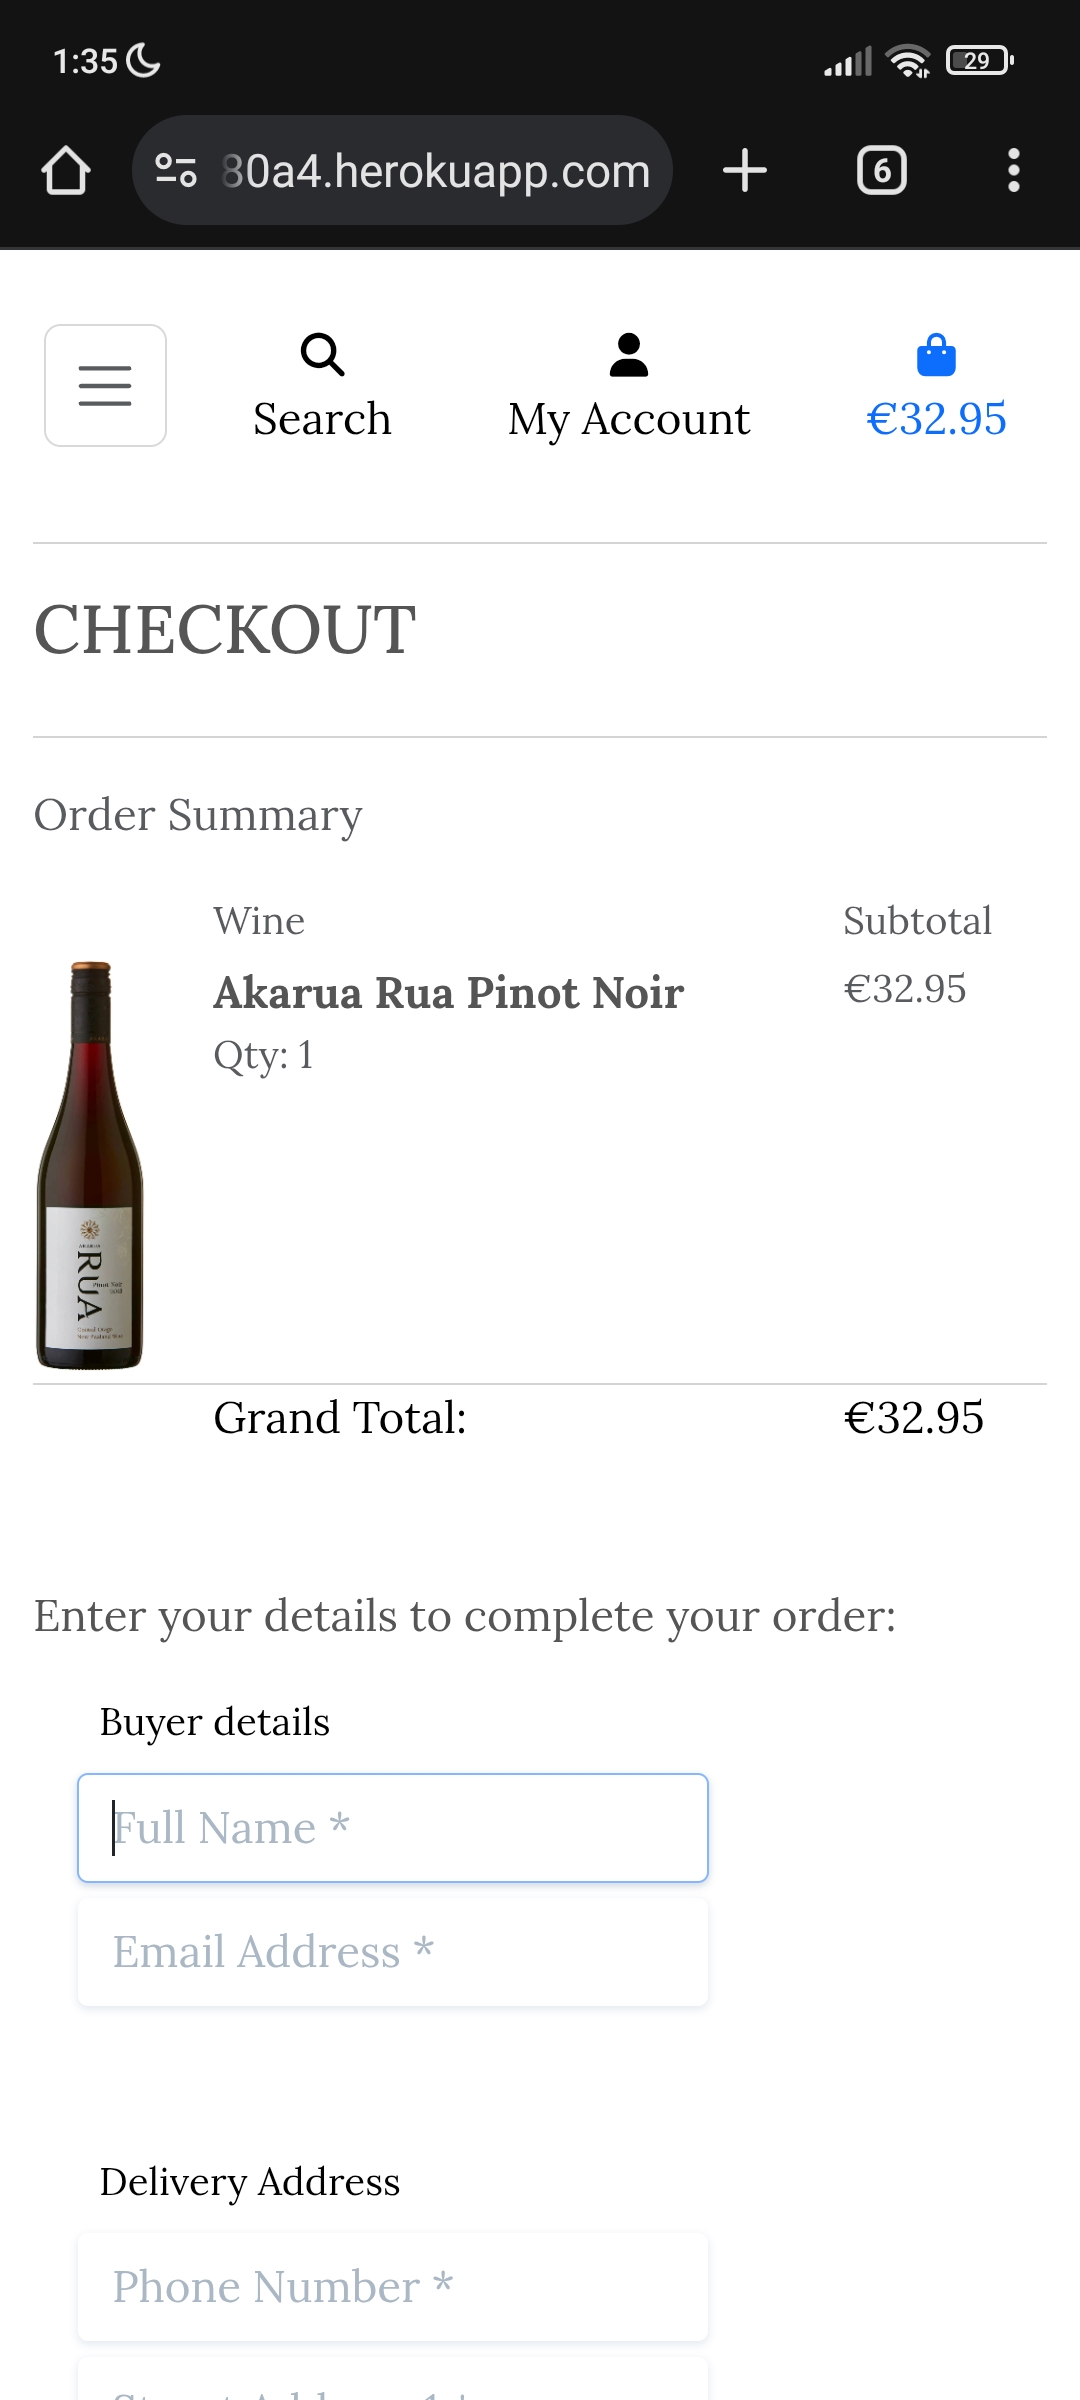 1:35
29
80a4.herokuapp.com
6
Search
My Account
€32.95
CHECKOUT
Order Summary
Wine
Subtotal
Akarua Rua Pinot Noir
€32.95
Qty: 1
RUA
Pinot Noir
Grand Total:
€32.95
Enter your details to complete your order:
Buyer details
Full Name *
Email Address *
Delivery Address
Phone Number *